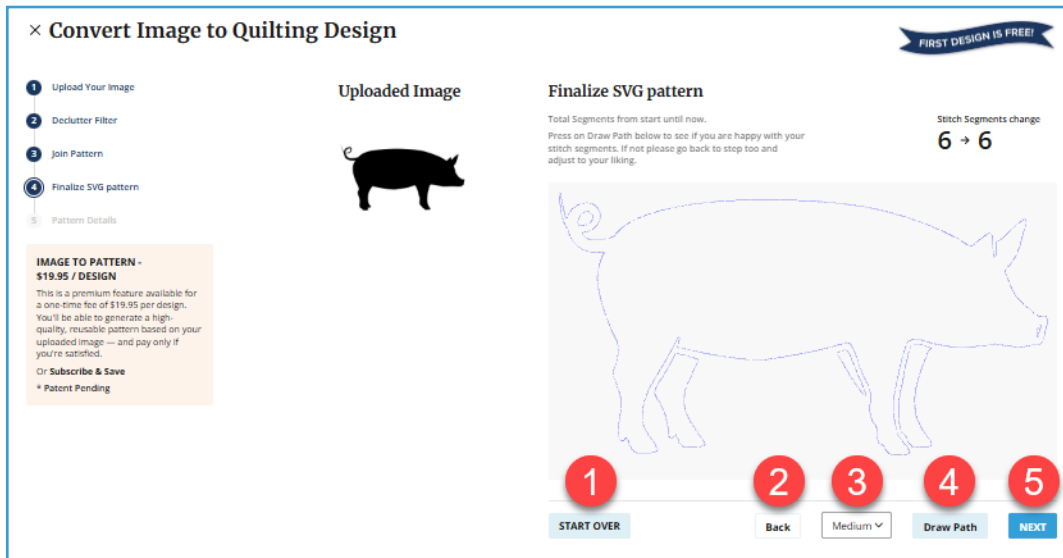 × Convert Image to Quilting Design
FIRST DESIGN IS FREE!
1 Upload Your Image
2 Declutter Filter
3 Join Pattern
4 Finalize SVG pattern
5 Pattern Details
IMAGE TO PATTERN -
$19.95 / DESIGN
This is a premium feature available for
a one-time fee of $19.95 per design.
You'll be able to generate a high-
quality, reusable pattern based on your
uploaded image — and pay only if
you're satisfied.
Or Subscribe & Save
* Patent Pending
Uploaded Image
Finalize SVG pattern
Total Segments from start until now.
Press on Draw Path below to see if you are happy with your
stitch segments. If not please go back to step too and
adjust to your liking.
Stitch Segments change
6 → 6
1
2
3
4
5
START OVER
Back
Medium
Draw Path
NEXT